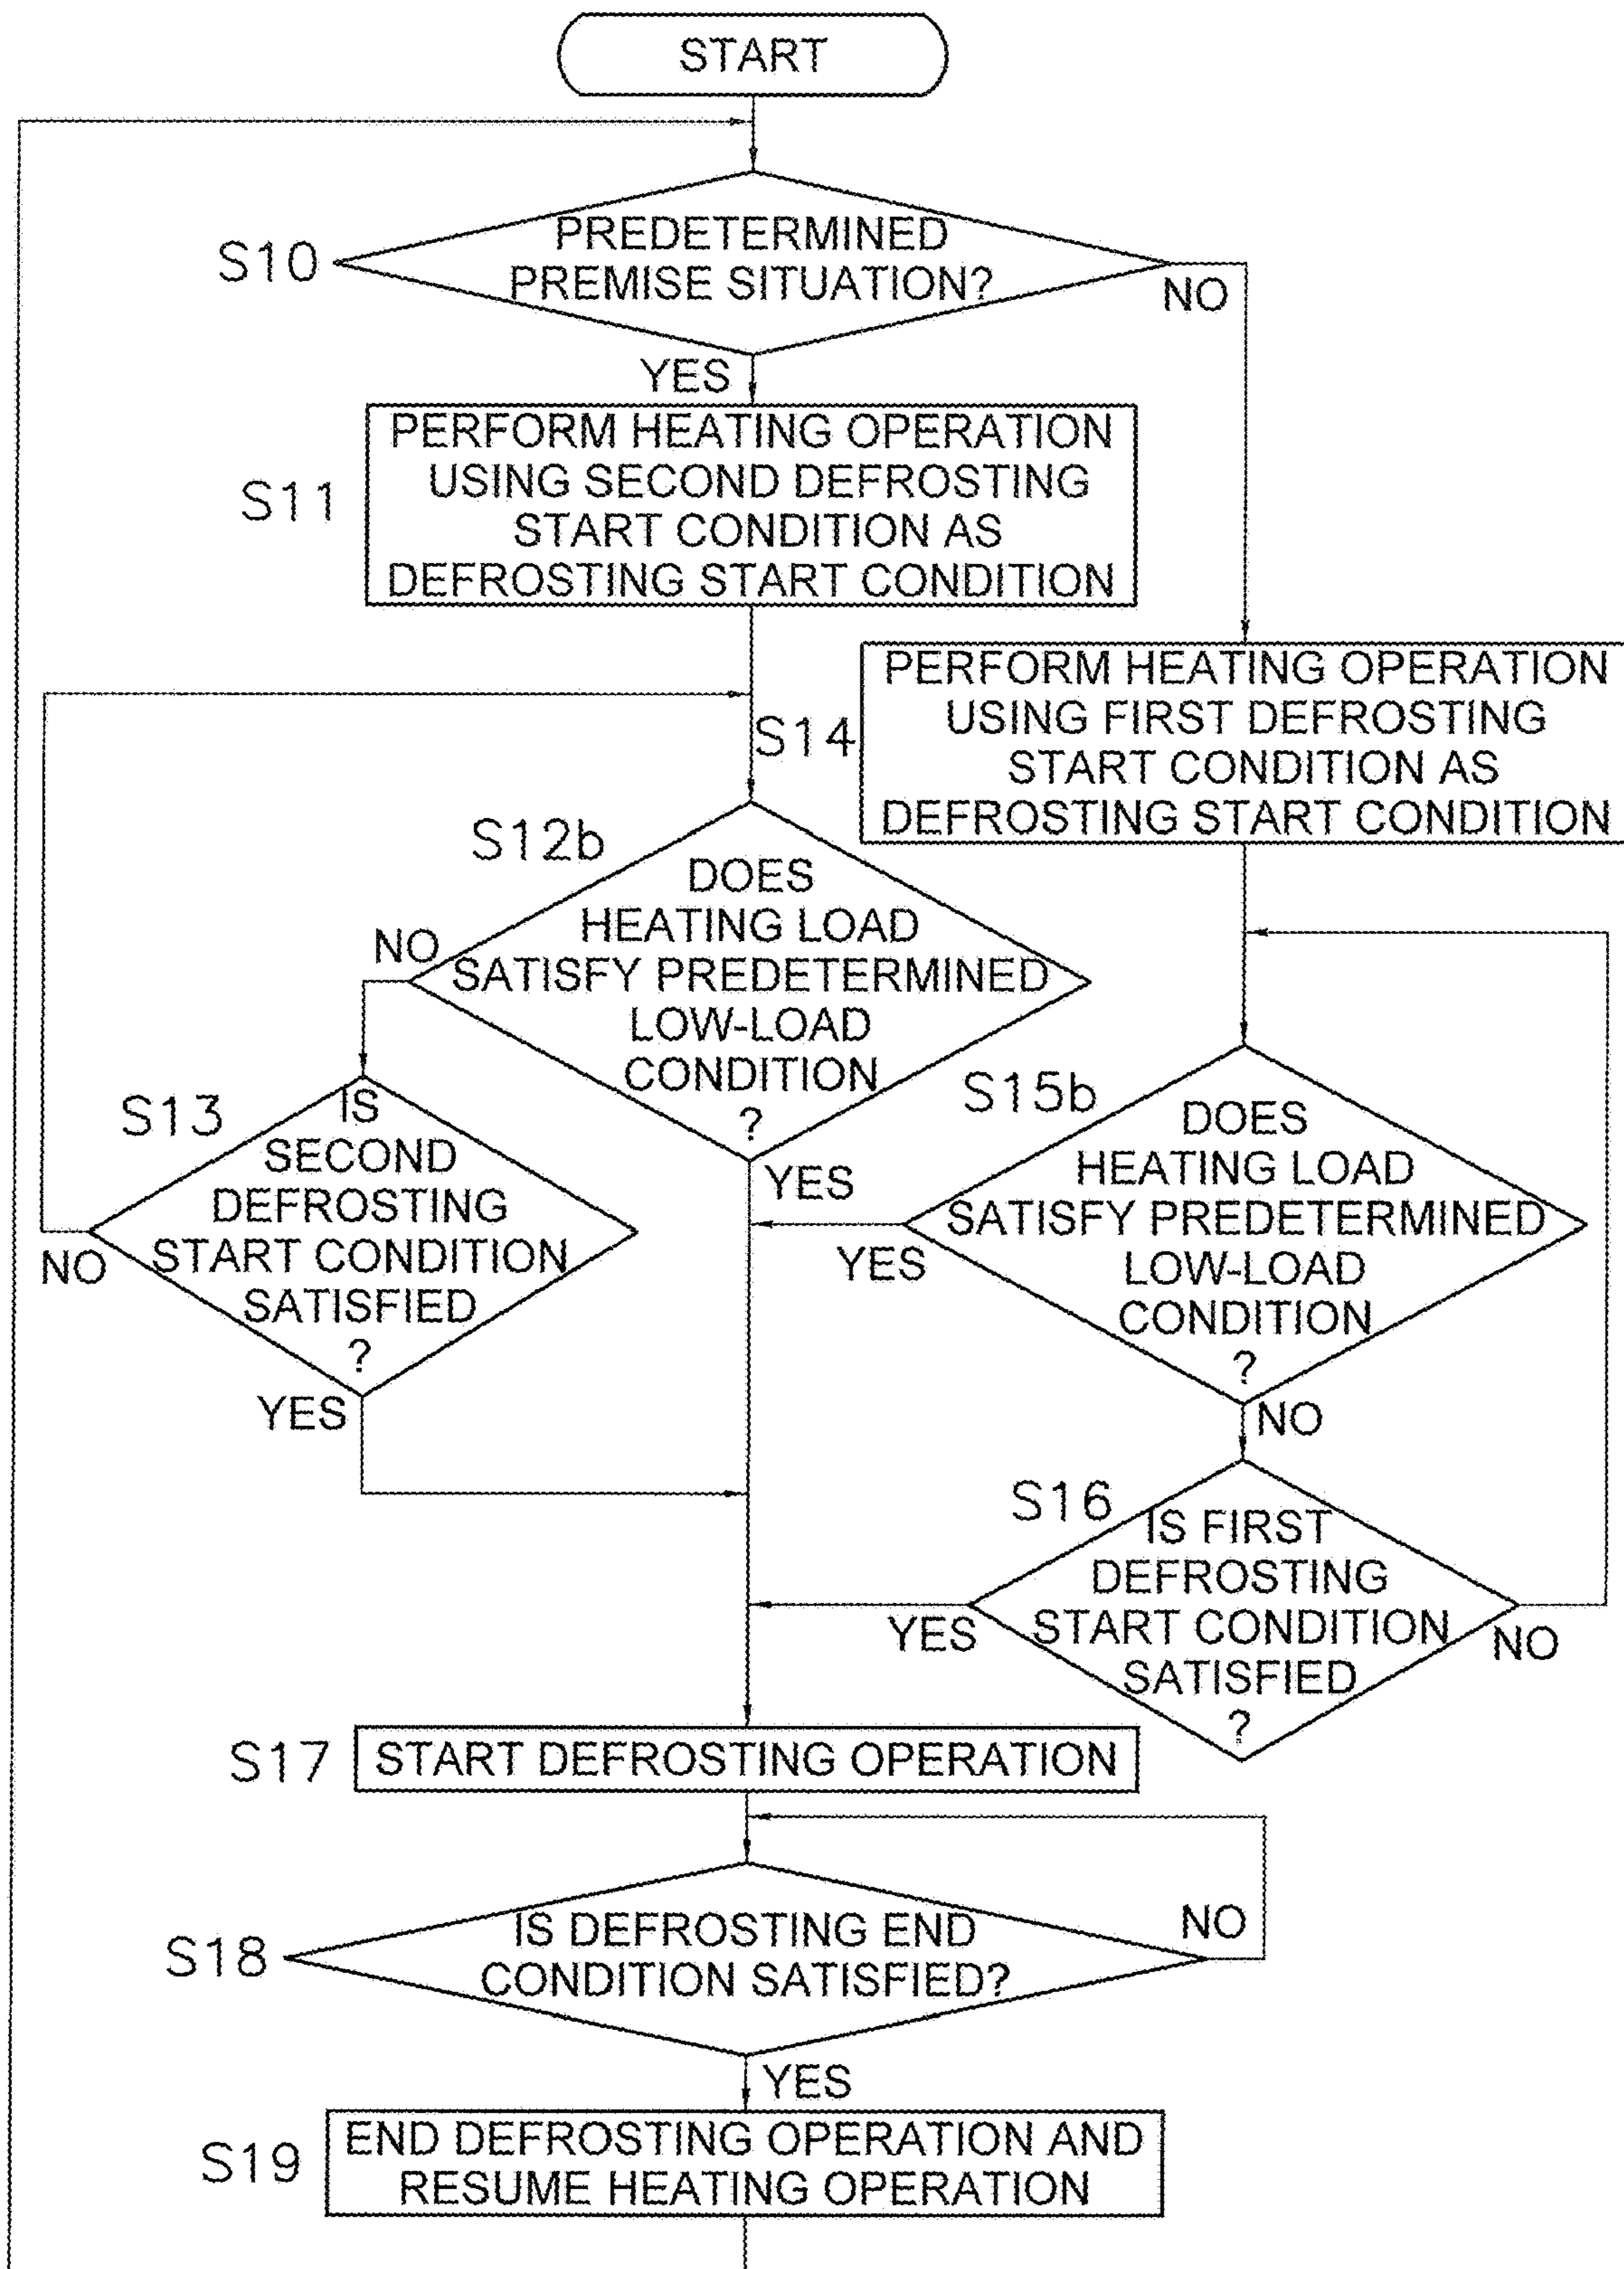 START
S10
PREDETERMINED
PREMISE SITUATION?
NO
YES
S11
PERFORM HEATING OPERATION
USING SECOND DEFROSTING
START CONDITION AS
DEFROSTING START CONDITION
S14
PERFORM HEATING OPERATION
USING FIRST DEFROSTING
START CONDITION AS
DEFROSTING START CONDITION
S12b
DOES
HEATING LOAD
SATISFY PREDETERMINED
LOW-LOAD
CONDITION
?
NO
YES
S13
IS
SECOND
DEFROSTING
START CONDITION
SATISFIED
?
NO
YES
S15b
DOES
HEATING LOAD
SATISFY PREDETERMINED
LOW-LOAD
CONDITION
?
YES
NO
S16
IS FIRST
DEFROSTING
START CONDITION
SATISFIED
?
YES
NO
S17
START DEFROSTING OPERATION
S18
IS DEFROSTING END
CONDITION SATISFIED?
NO
YES
S19
END DEFROSTING OPERATION AND
RESUME HEATING OPERATION